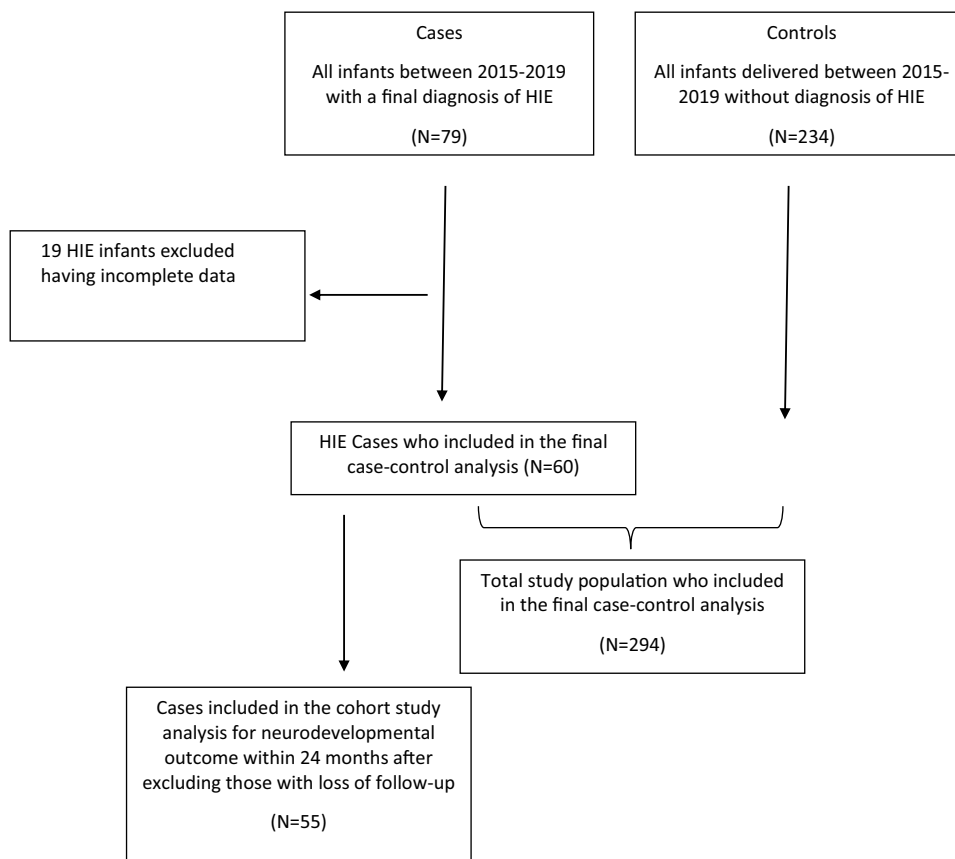 Cases
All infants between 2015-2019
with a final diagnosis of HIE
(N=79)
Controls
All infants delivered between 2015-
2019 without diagnosis of HIE
(N=234)
19 HIE infants excluded
having incomplete data
HIE Cases who included in the final
case-control analysis (N=60)
Total study population who included
in the final case-control analysis
(N=294)
Cases included in the cohort study
analysis for neurodevelopmental
outcome within 24 months after
excluding those with loss of follow-up
(N=55)